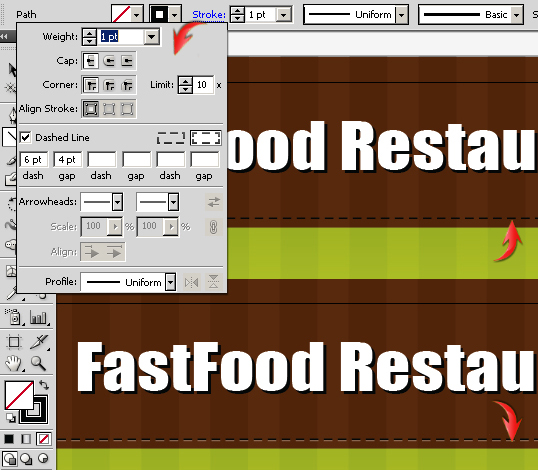 Path Stroke: 1 pt Uniform Basic S
Weight: 1 pt
Cap:
Corner: Limit: 10 x
Align Stroke:
Dashed Line
6 pt 4 pt
dash gap dash gap dash gap
ood Restau
Arrowheads:
Scale: 100 % 100 %
Align:
Profile: Uniform
FastFood Restau